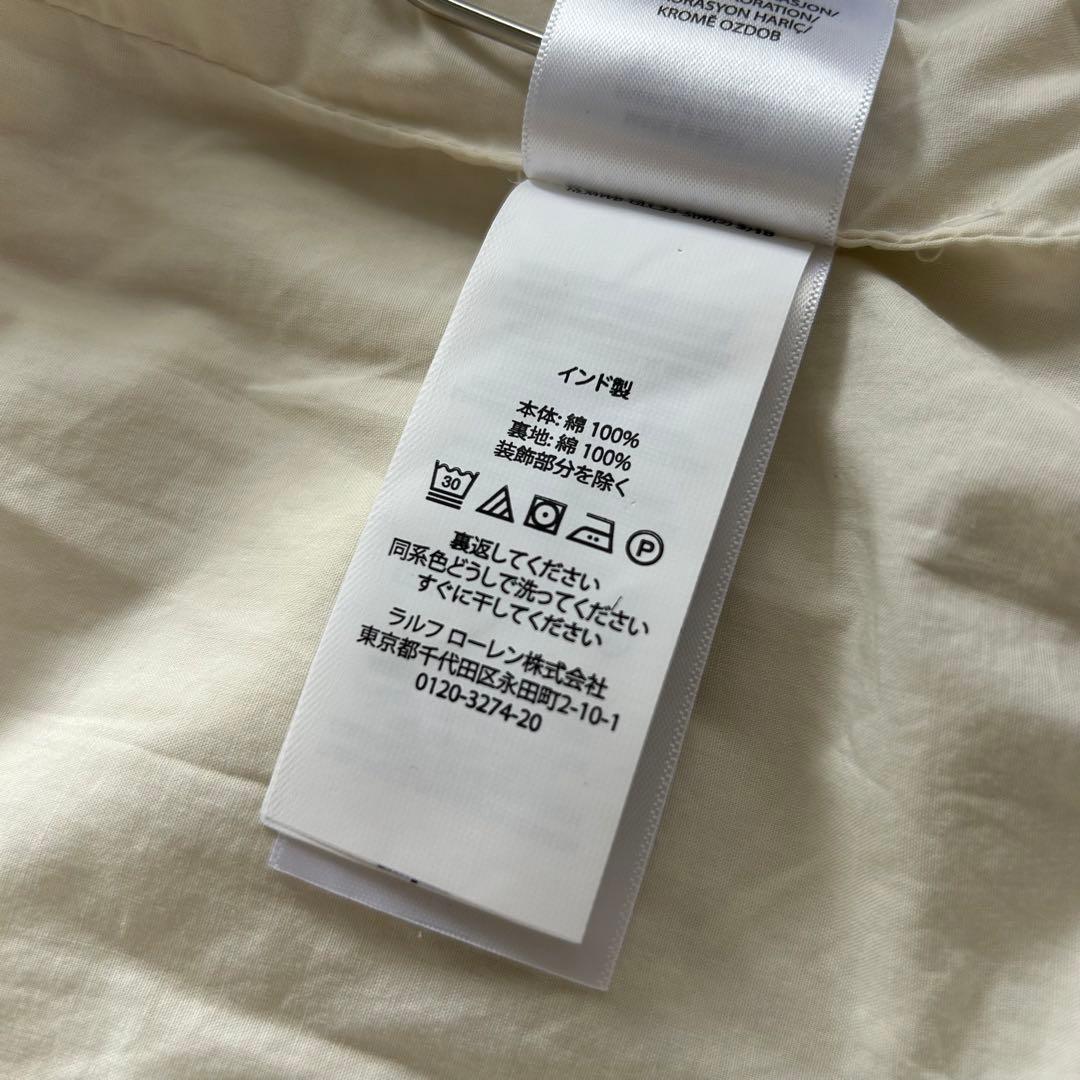 KORASYON HARİÇ/
KROMĚ OZDOB
インド製
本体: 綿 100%
裏地: 綿 100%
装飾部分を除く
30
P
裏返してください
同系色どうしで洗ってください
すぐに干してください
ラルフ ローレン株式会社
東京都千代田区永田町2-10-1
0120-3274-20